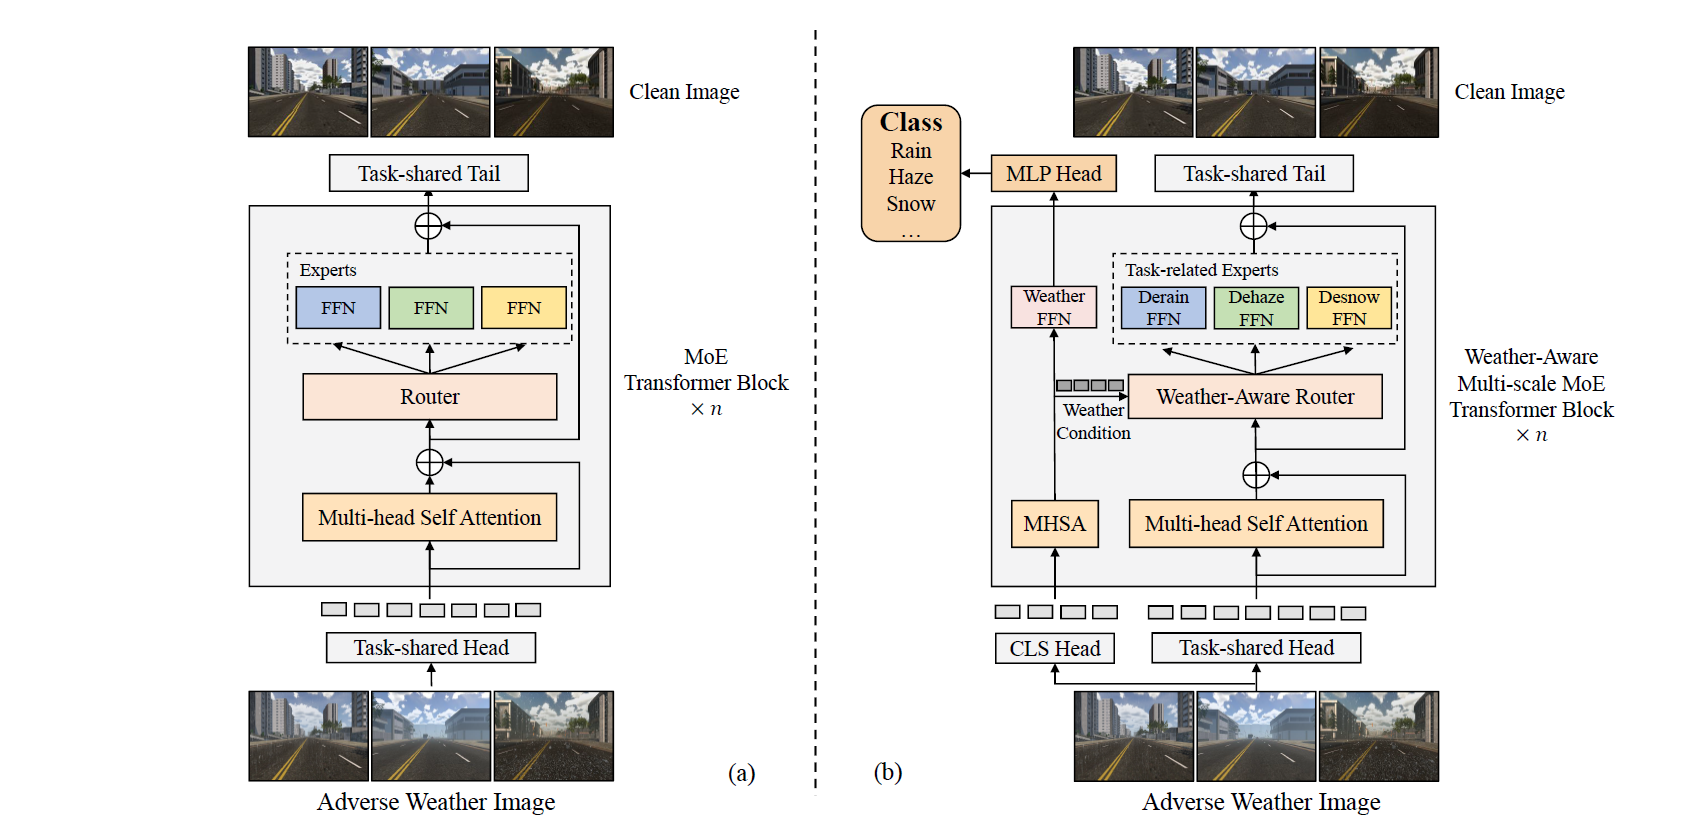 Clean Image
Task-shared Tail
Experts
FFN
FFN
FFN
Router
MoE
Transformer Block
× n
Multi-head Self Attention
Task-shared Head
Adverse Weather Image
(a)
Clean Image
Class
Rain
Haze
Snow
...
MLP Head
Task-shared Tail
Task-related Experts
Weather
FFN
Derain
FFN
Dehaze
FFN
Desnow
FFN
Weather-Aware Router
Weather
Condition
Weather-Aware
Multi-scale MoE
Transformer Block
× n
MHSA
Multi-head Self Attention
CLS Head
Task-shared Head
Adverse Weather Image
(b)